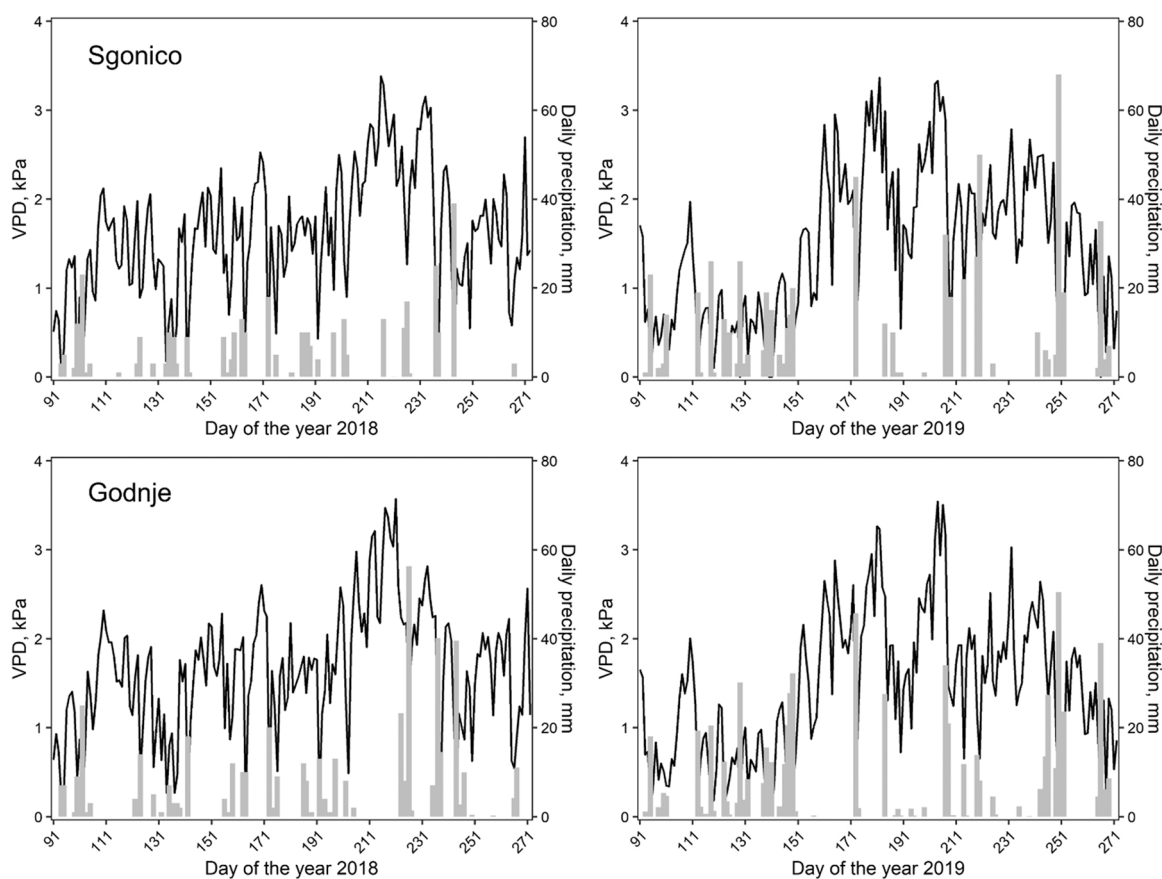 Sgonico
4
3
2
1
0
VPD, kPa
80
60
40
20
0
Daily precipitation, mm
91 111 131 151 171 191 211 231 251 271
Day of the year 2018
4
3
2
1
0
VPD, kPa
80
60
40
20
0
Daily precipitation, mm
91 111 131 151 171 191 211 231 251 271
Day of the year 2019
Godnje
4
3
2
1
0
VPD, kPa
80
60
40
20
0
Daily precipitation, mm
91 111 131 151 171 191 211 231 251 271
Day of the year 2018
4
3
2
1
0
VPD, kPa
80
60
40
20
0
Daily precipitation, mm
91 111 131 151 171 191 211 231 251 271
Day of the year 2019